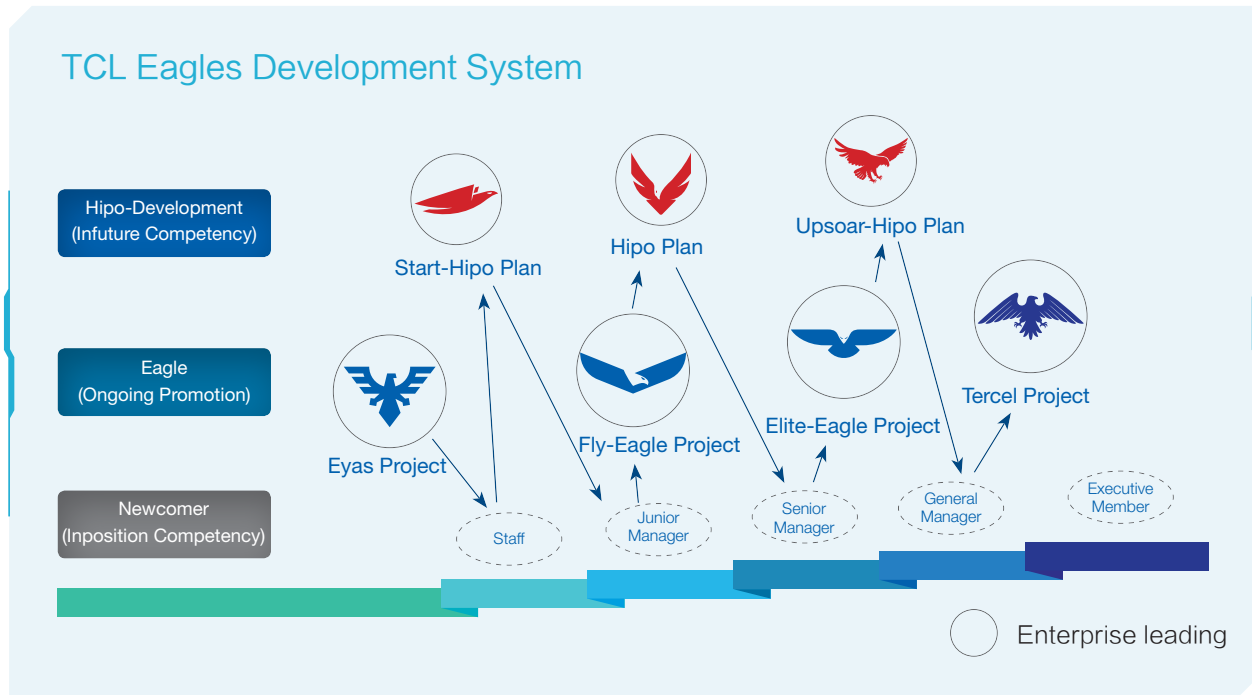 TCL Eagles Development System
Hipo-Development
(Infuture Competency)
Start-Hipo Plan
Hipo Plan
Upsoar-Hipo Plan
Eagle
(Ongoing Promotion)
Eyas Project
Fly-Eagle Project
Elite-Eagle Project
Tercel Project
Newcomer
(Inposition Competency)
Staff
Junior
Manager
Senior
Manager
General
Manager
Executive
Member
Enterprise leading